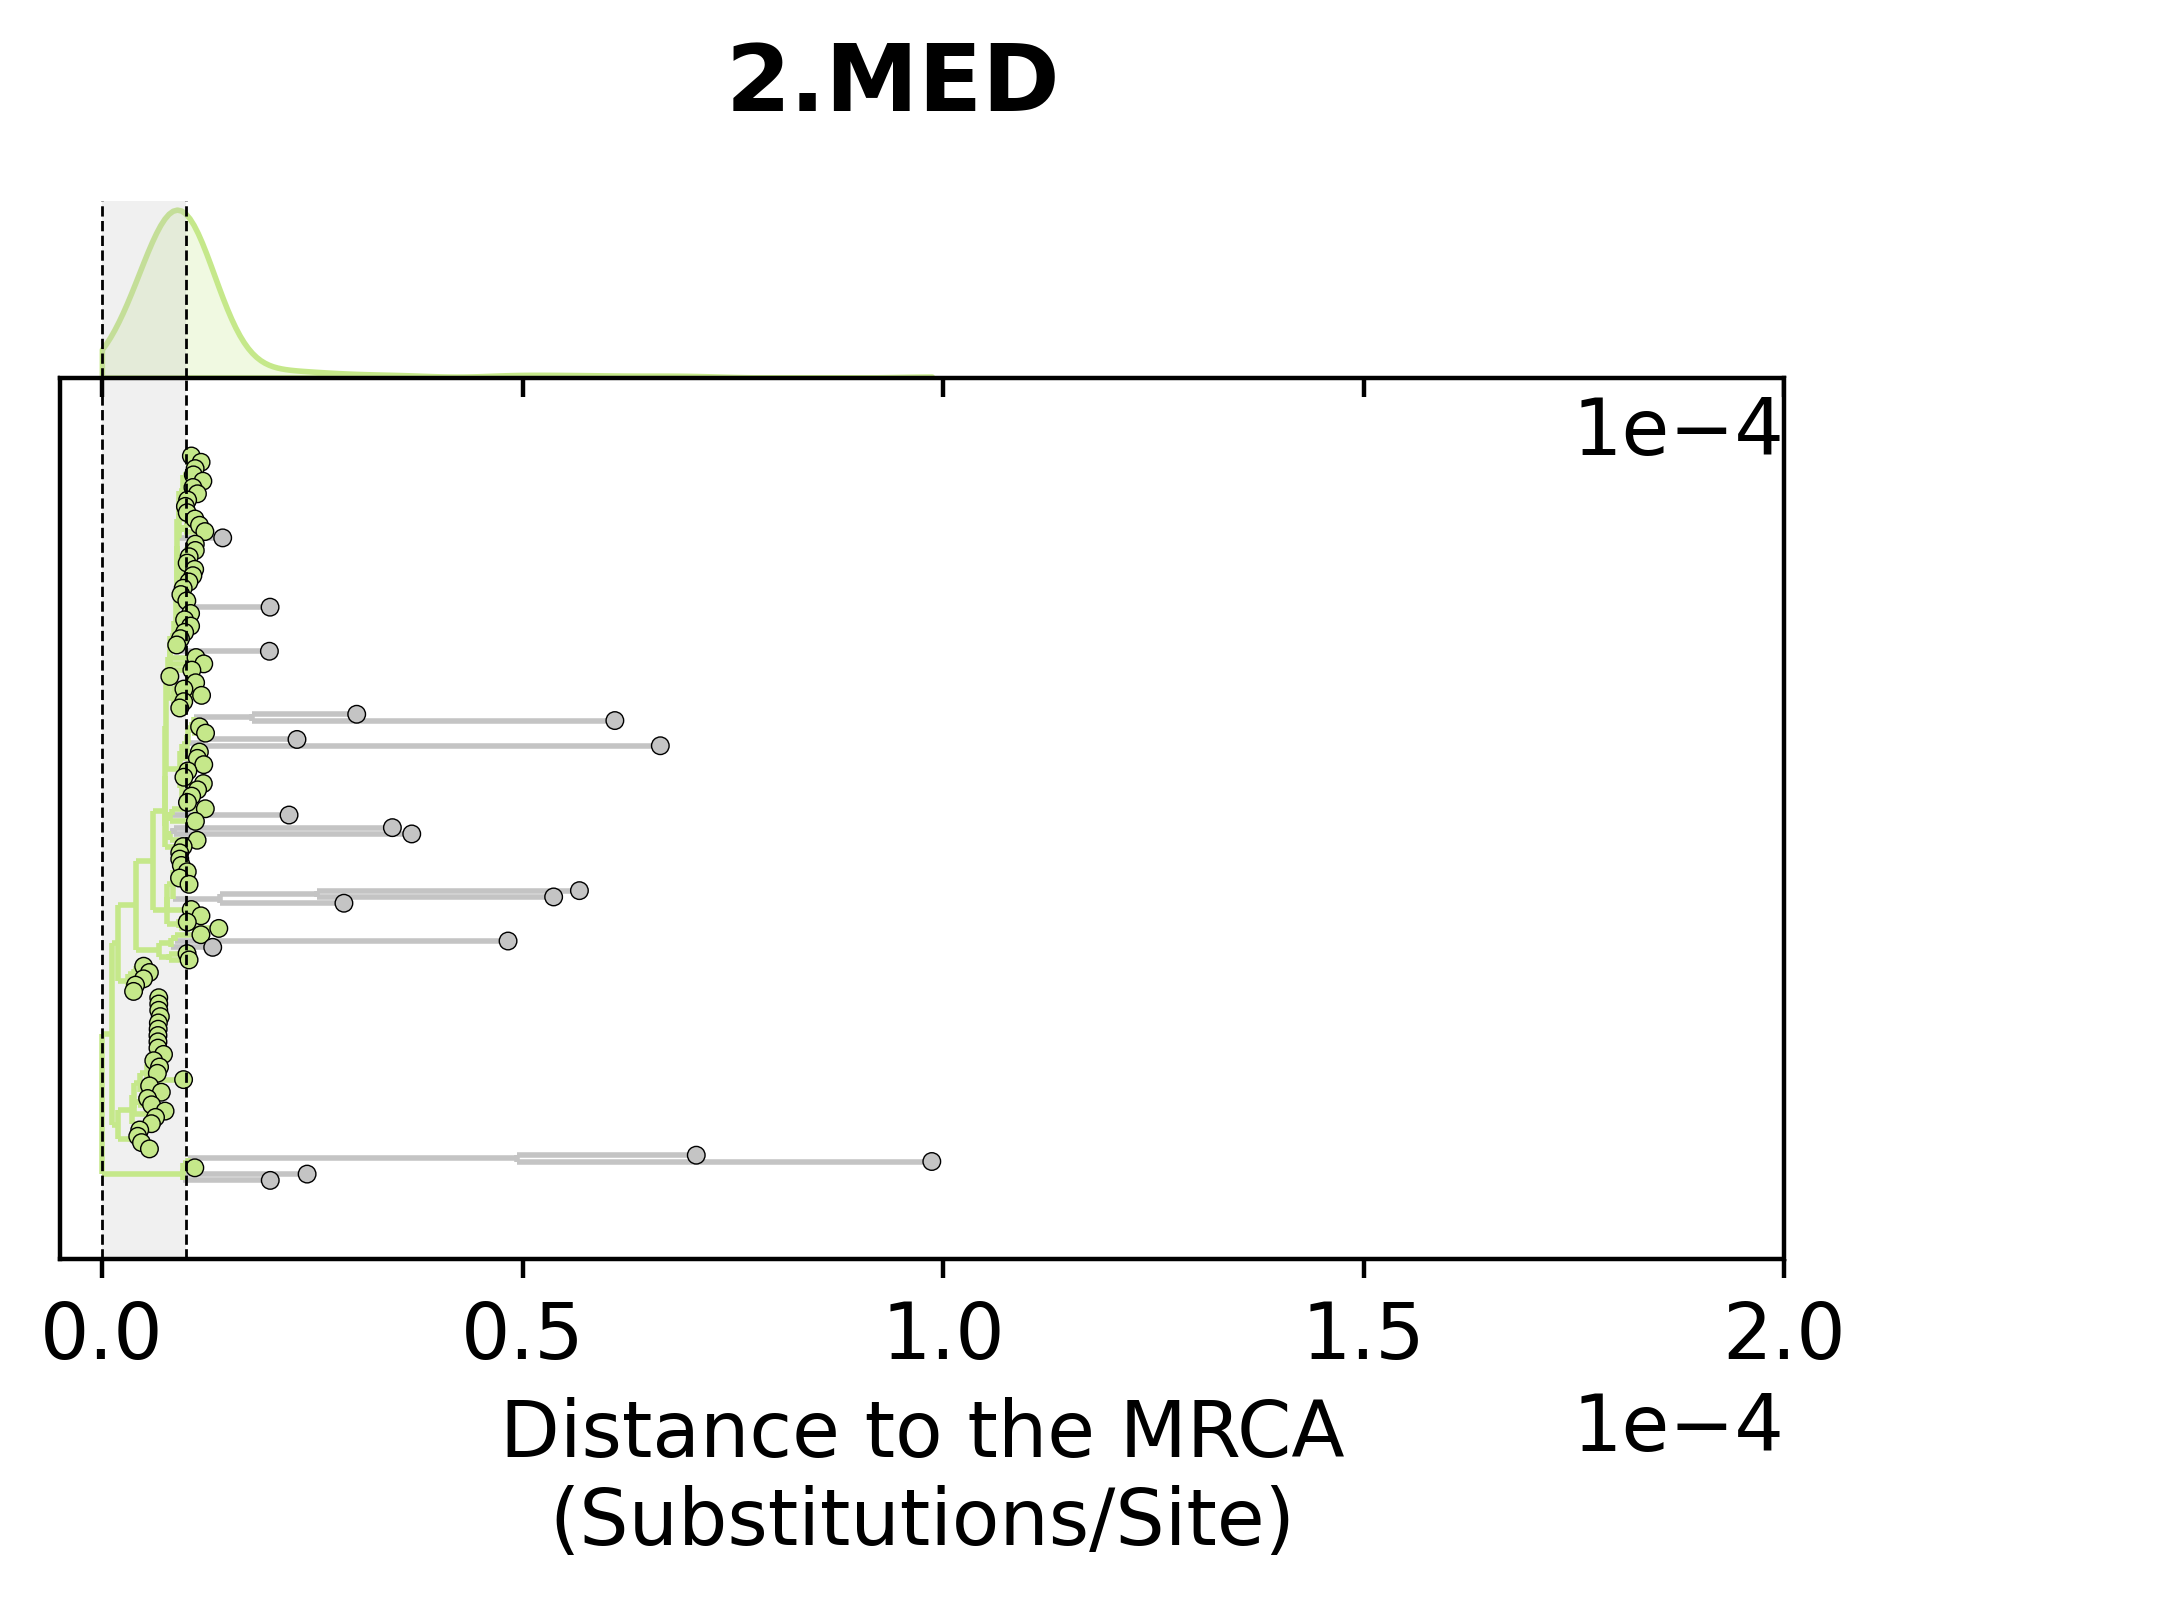 2.MED
1e−4
0.0 0.5 1.0 1.5 2.0
1e−4
Distance to the MRCA
(Substitutions/Site)